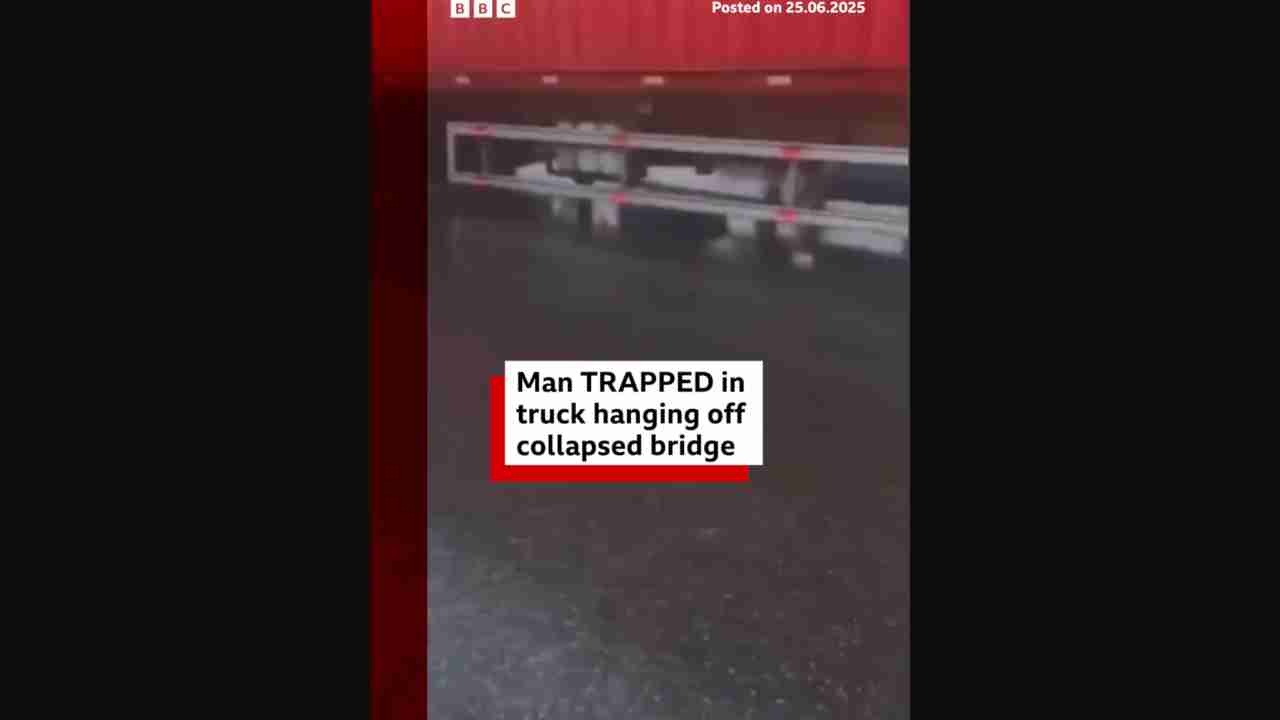 BBC
Posted on 25.06.2025
Man TRAPPED in
truck hanging off
collapsed bridge